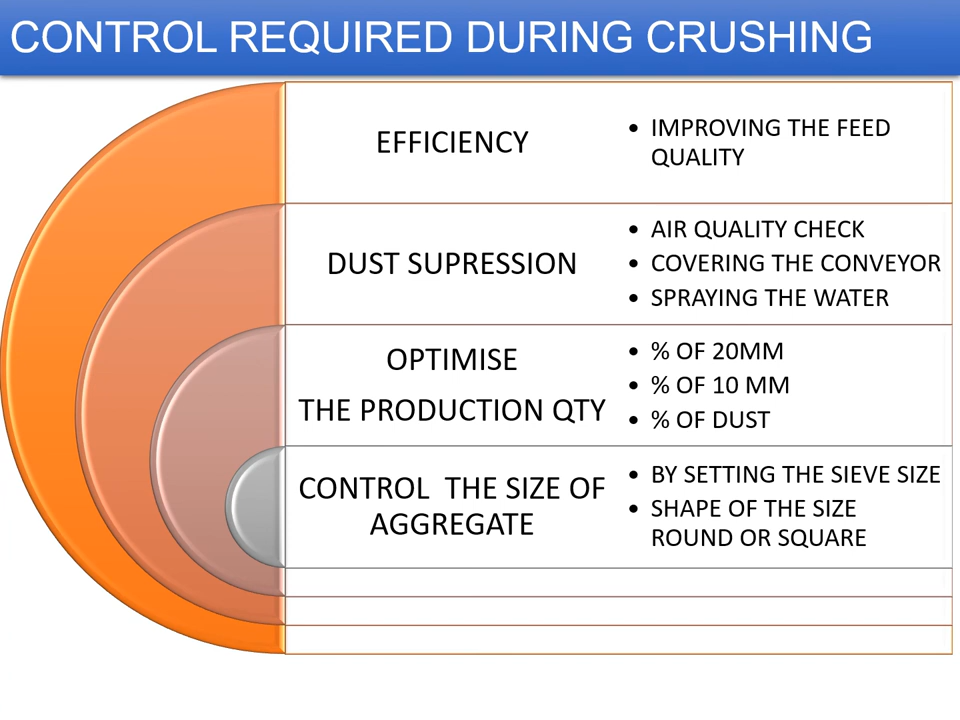 CONTROL REQUIRED DURING CRUSHING
EFFICIENCY
• IMPROVING THE FEED
QUALITY
DUST SUPRESSION
• AIR QUALITY CHECK
• COVERING THE CONVEYOR
• SPRAYING THE WATER
OPTIMISE
THE PRODUCTION QTY
• % OF 20MM
• % OF 10 MM
• % OF DUST
CONTROL THE SIZE OF
AGGREGATE
• BY SETTING THE SIEVE SIZE
• SHAPE OF THE SIZE
ROUND OR SQUARE